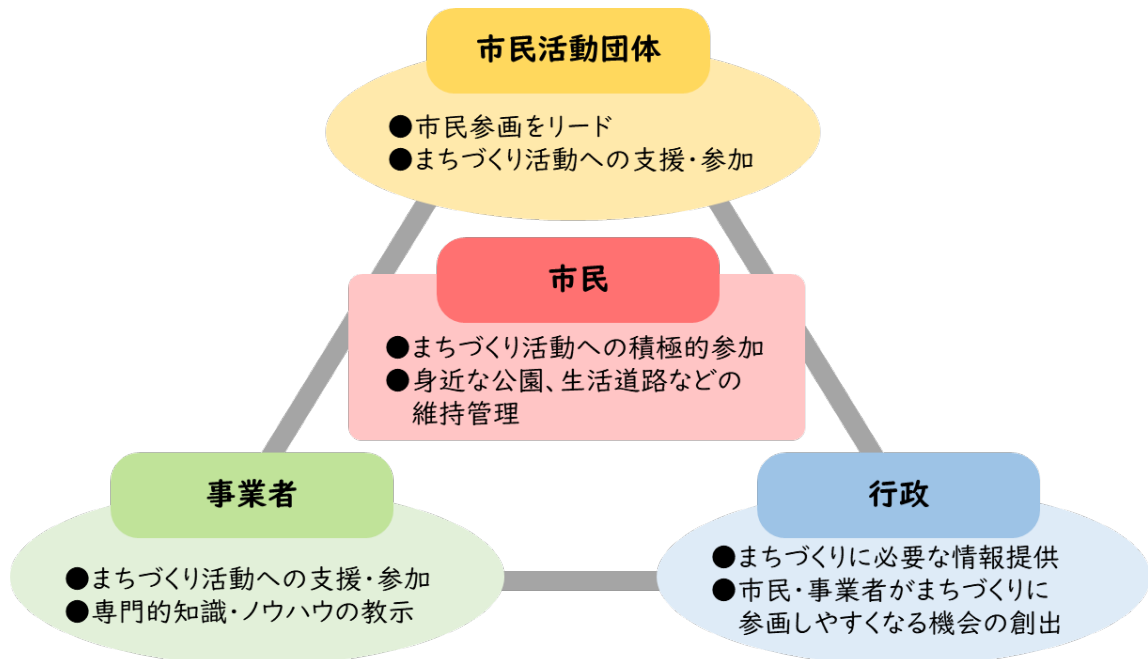 市民活動団体
●市民参画をリード
●まちづくり活動への支援・参加
市民
●まちづくり活動への積極的参加
●身近な公園、生活道路などの
維持管理
事業者
●まちづくり活動への支援・参加
●専門的知識・ノウハウの教示
行政
●まちづくりに必要な情報提供
●市民・事業者がまちづくりに
参画しやすくなる機会の創出